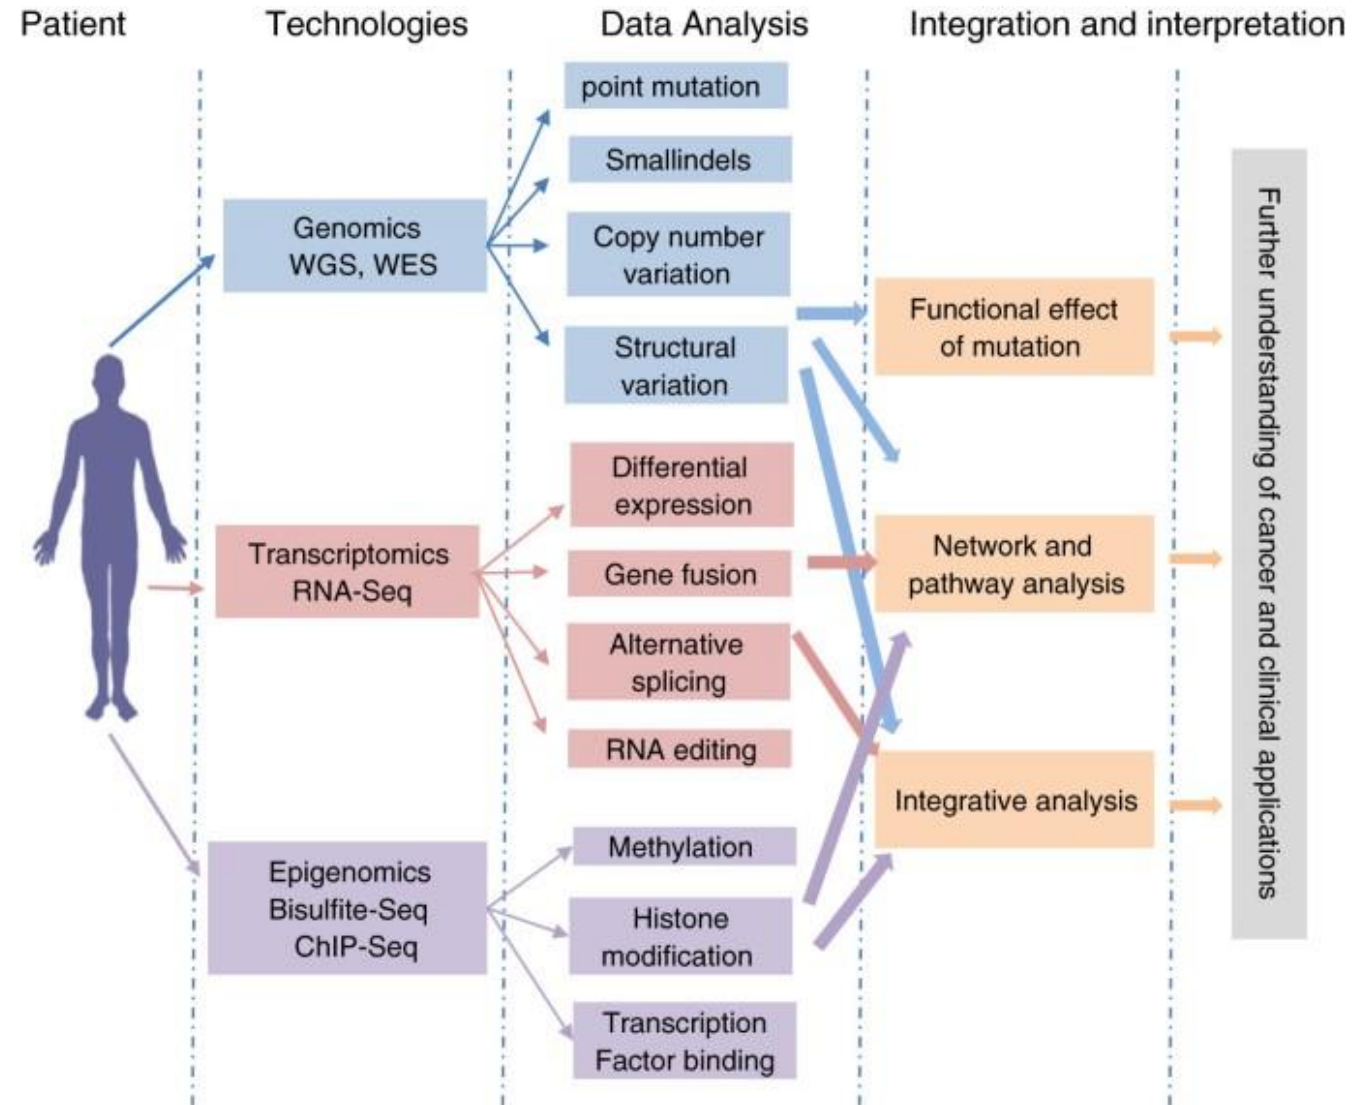 Patient
Technologies
Data Analysis
Integration and interpretation
Genomics
WGS, WES
Transcriptomics
RNA-Seq
Epigenomics
Bisulfite-Seq
ChIP-Seq
point mutation
Smallindels
Copy number
variation
Structural
variation
Differential
expression
Gene fusion
Alternative
splicing
RNA editing
Methylation
Histone
modification
Transcription
Factor binding
Functional effect
of mutation
Network and
pathway analysis
Integrative analysis
Further understanding of cancer and clinical applications